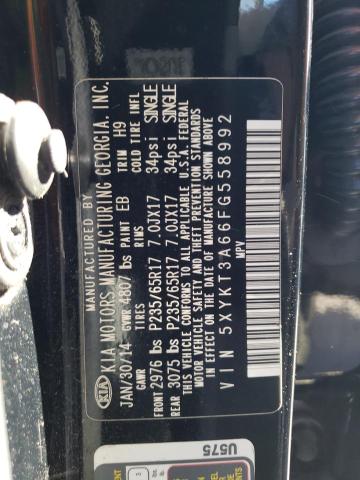 MANUFACTURED BY
KIA KIA MOTORS MANUFACTURING GEORGIA, INC.
JAN/30/14 GVWR 4807 lbs PAINT EB TRIM H9
GAWR TIRES RIMS COLD TIRE INFL
FRONT 2976 lbs P235/65R17 7.0JX17 34psi SINGLE
REAR 3075 lbs P235/65R17 7.0JX17 34psi SINGLE
THIS VEHICLE CONFORMS TO ALL APPLICABLE U.S.A. FEDERAL
MOTOR VEHICLE SAFETY, BUMPER, AND THEFT PREVENTION
STANDARDS IN EFFECT ON THE DATE OF MANUFACTURE SHOWN ABOVE
VIN 5XYKT3A66FG558992
MPV
U575